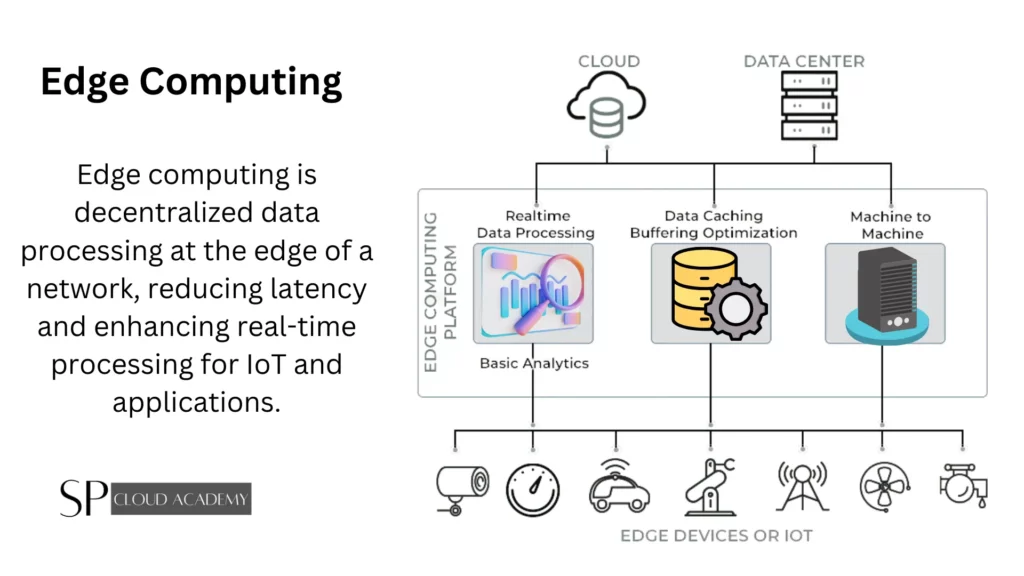 Edge Computing
Edge computing is
decentralized data
processing at the edge of a
network, reducing latency
and enhancing real-time
processing for IoT and
applications.
SP CLOUD ACADEMY
CLOUD
DATA CENTER
EDGE COMPUTING
PLATFORM
Realtime
Data Processing
Data Caching
Buffering Optimization
Machine to
Machine
Basic Analytics
EDGE DEVICES OR IOT